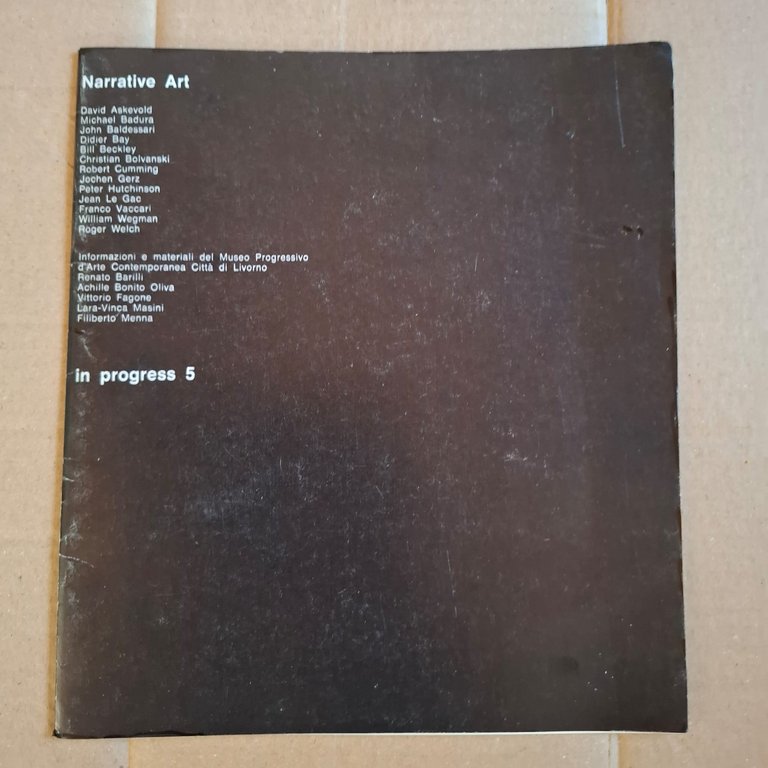 Narrative Art
David Askevold
Michael Badura
John Baldessari
Didier Bay
Bill Beckley
Christian Bolvanski
Robert Cumming
Jochen Gerz
Peter Hutchinson
Jean Le Gac
Franco Vaccari
William Wegman
Roger Welch
Informazioni e materiali del Museo Progressivo
d'Arte Contemporanea Città di Livorno
Renato Barilli
Achille Bonito Oliva
Vittorio Fagone
Lara-Vinca Masini
Filiberto Menna
in progress 5